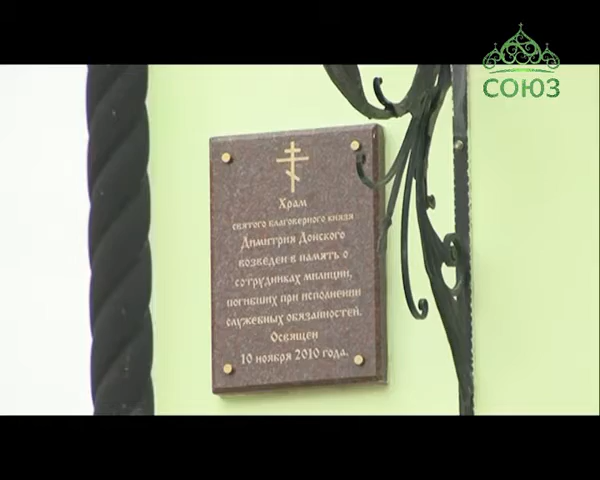 СОЮЗ
Храм
святого благоверного князя
Димитрия Донского
возведен в память о
сотрудниках милиции,
погибших при исполнении
служебных обязанностей.
Освящен
10 ноября 2010 года.